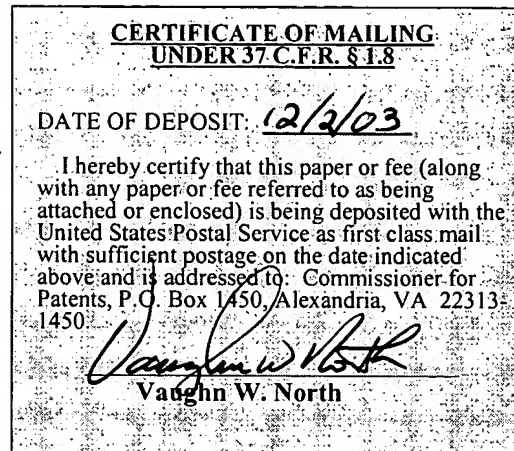 CERTIFICATE OF MAILING
UNDER 37 C.F.R. § 1.8
DATE OF DEPOSIT: 12/2/03
I hereby certify that this paper or fee (along
with any paper or fee referred to as being
attached or enclosed) is being deposited with the
United States Postal Service as first class mail
with sufficient postage on the date indicated
above and is addressed to: Commissioner for
Patents, P.O. Box 1450, Alexandria, VA 22313-
1450
Vaughn W North
Vaughn W. North